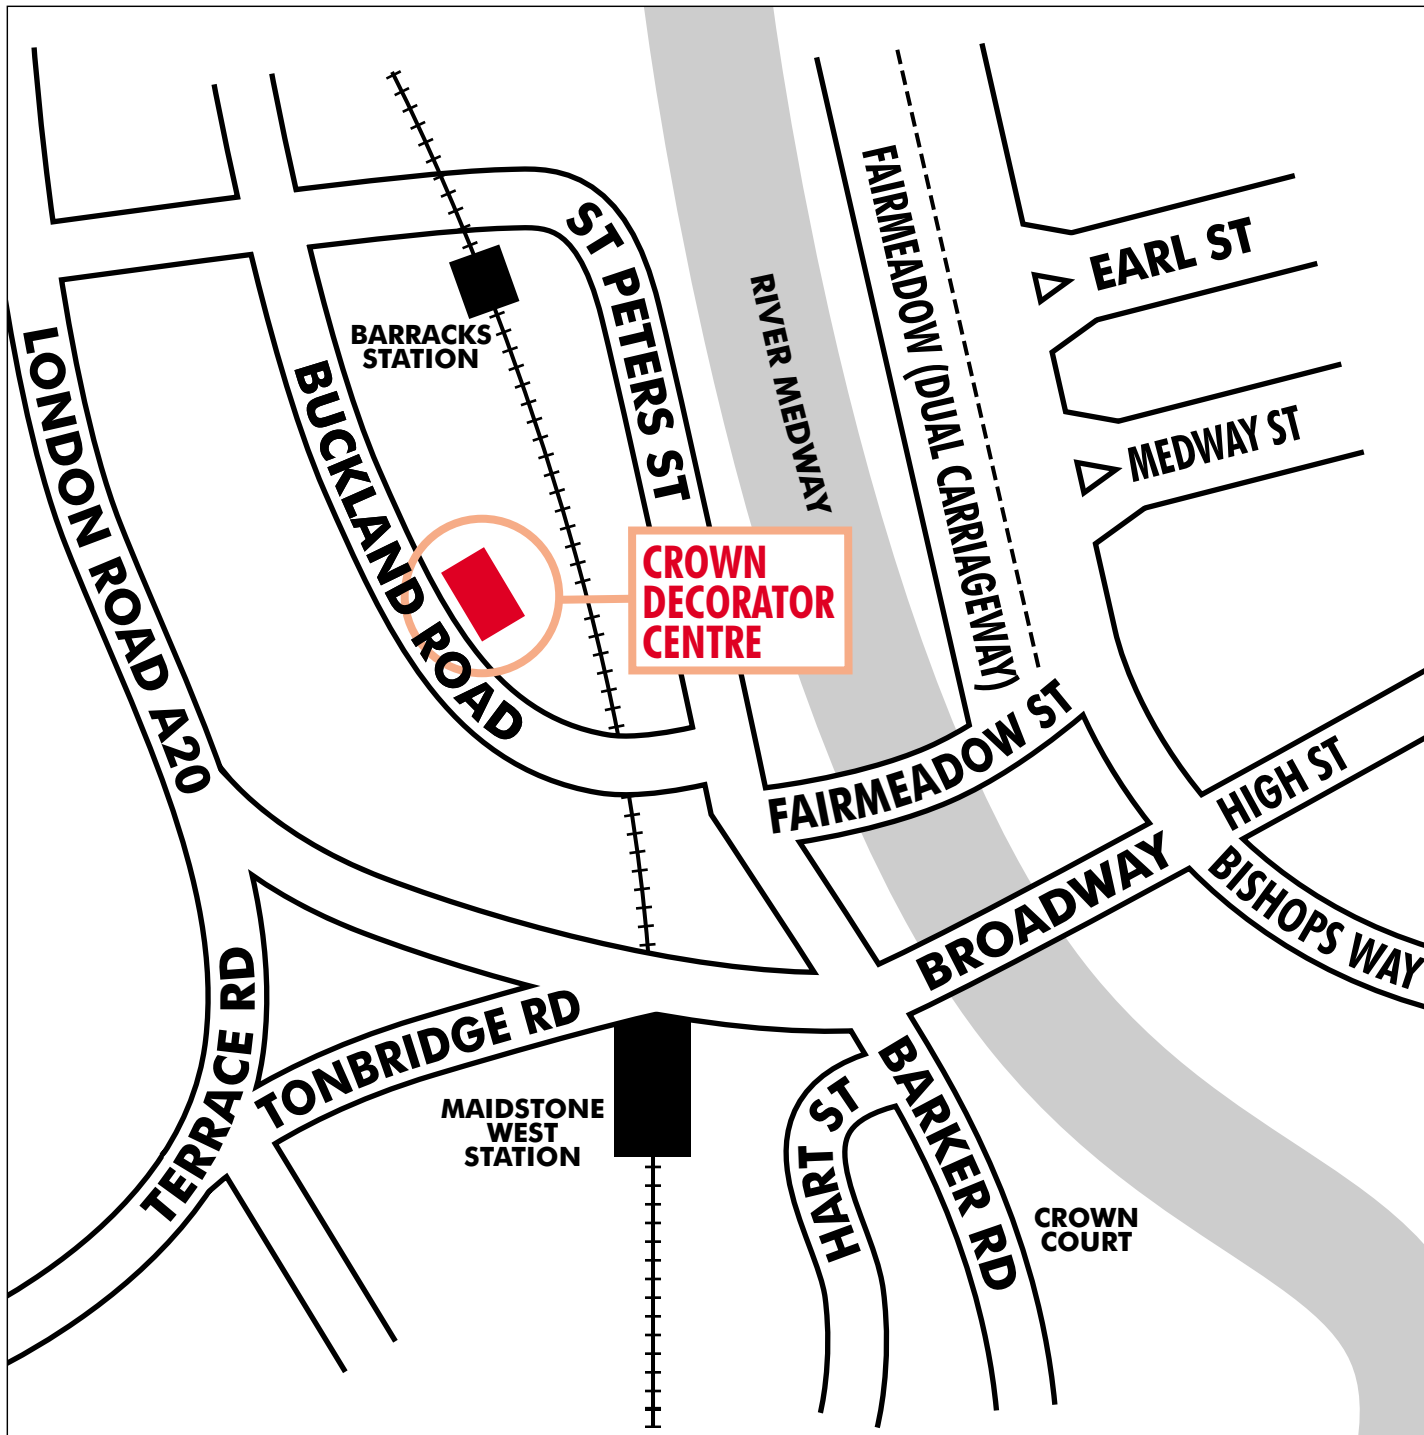 FAIRMEADOW (DUAL CARRIAGEWAY)
ST PETERS ST
EARL ST
RIVER MEDWAY
BARRACKS
STATION
LONDON ROAD A20
BUCKLAND ROAD
MEDWAY ST
CROWN
DECORATOR
CENTRE
FAIRMEADOW ST
HIGH ST
BROADWAY
BISHOPS WAY
TERRACE RD
TONBRIDGE RD
MAIDSTONE
WEST
STATION
HART ST
BARKER RD
CROWN
COURT